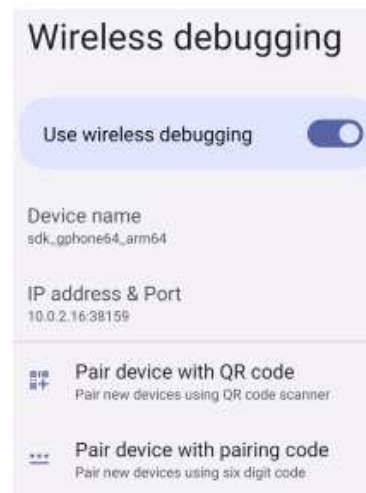 Wireless debugging
Use wireless debugging
Device name
sdk_gphone64_arm64
IP address & Port
10.0.2.16:38159
Pair device with QR code
Pair new devices using QR code scanner
Pair device with pairing code
Pair new devices using six digit code